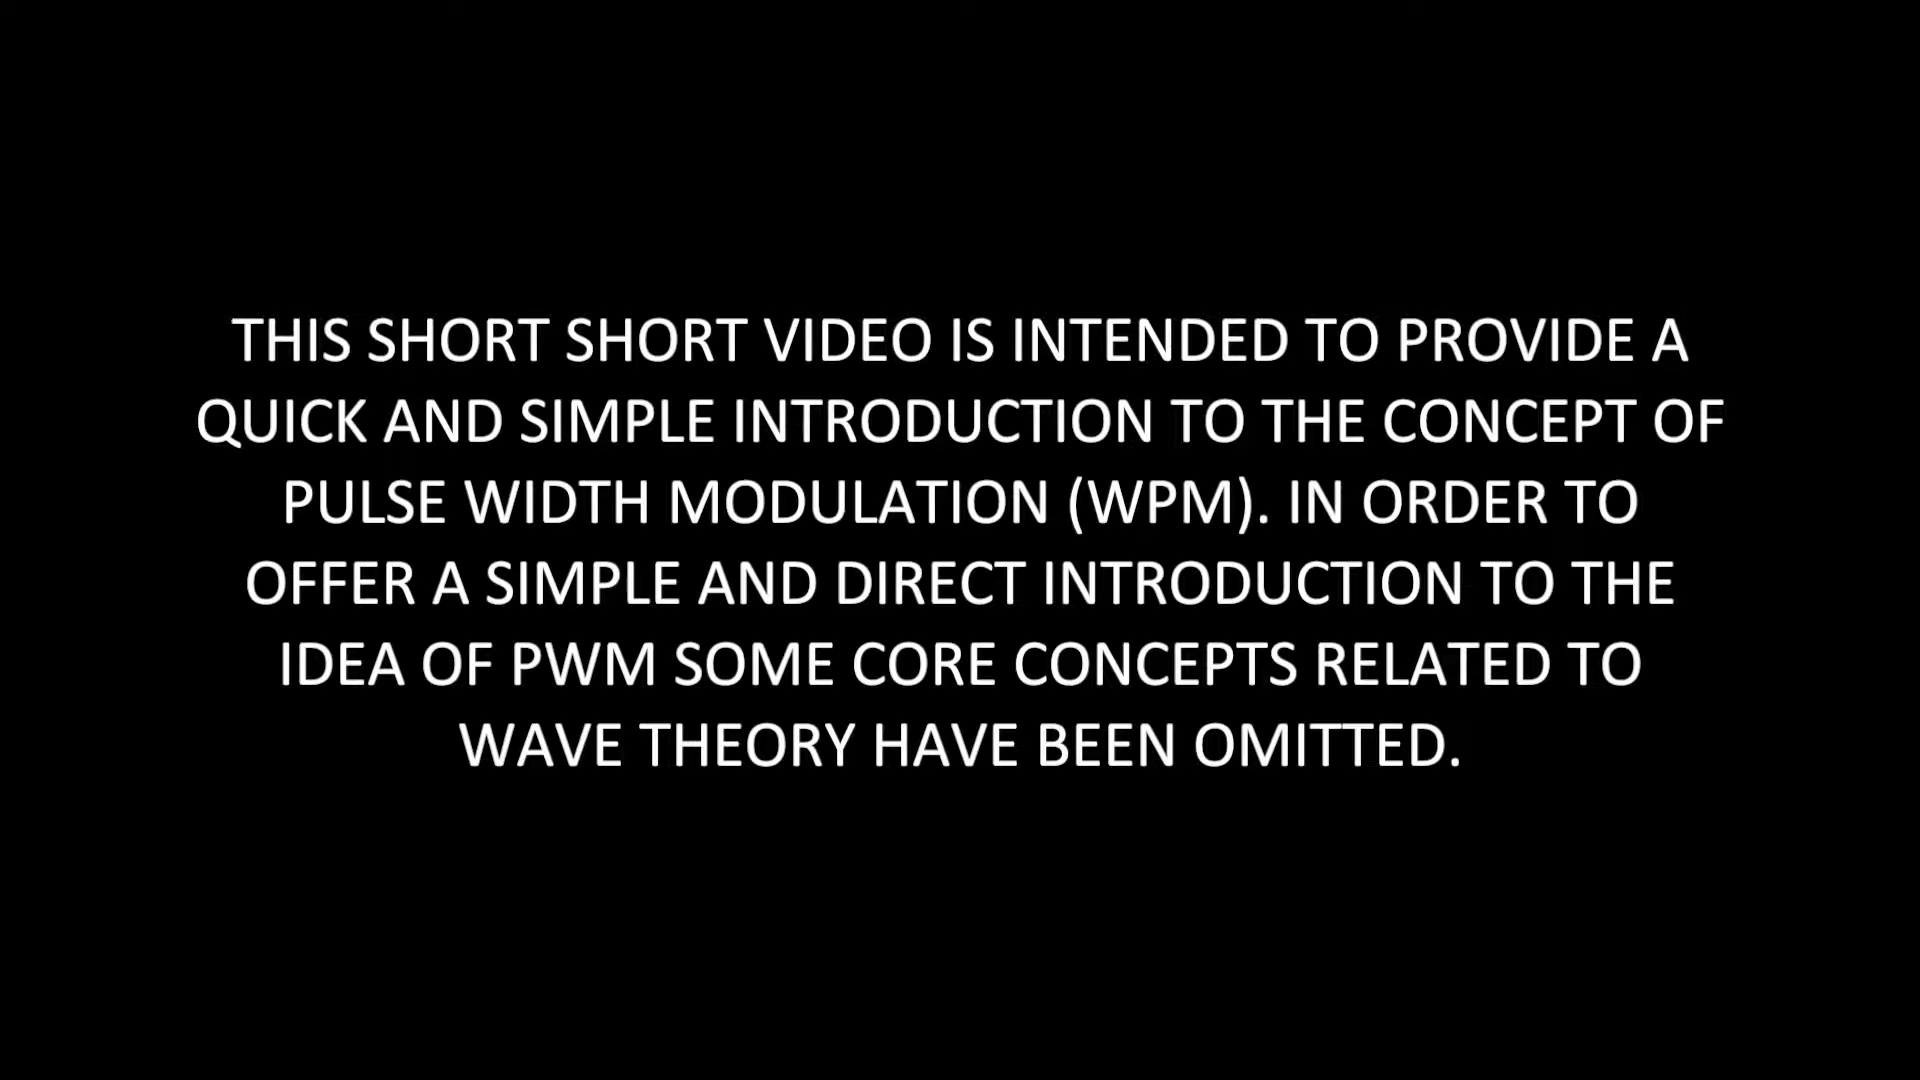 THIS SHORT SHORT VIDEO IS INTENDED TO PROVIDE A
QUICK AND SIMPLE INTRODUCTION TO THE CONCEPT OF
PULSE WIDTH MODULATION (WPM). IN ORDER TO
OFFER A SIMPLE AND DIRECT INTRODUCTION TO THE
IDEA OF PWM SOME CORE CONCEPTS RELATED TO
WAVE THEORY HAVE BEEN OMITTED.